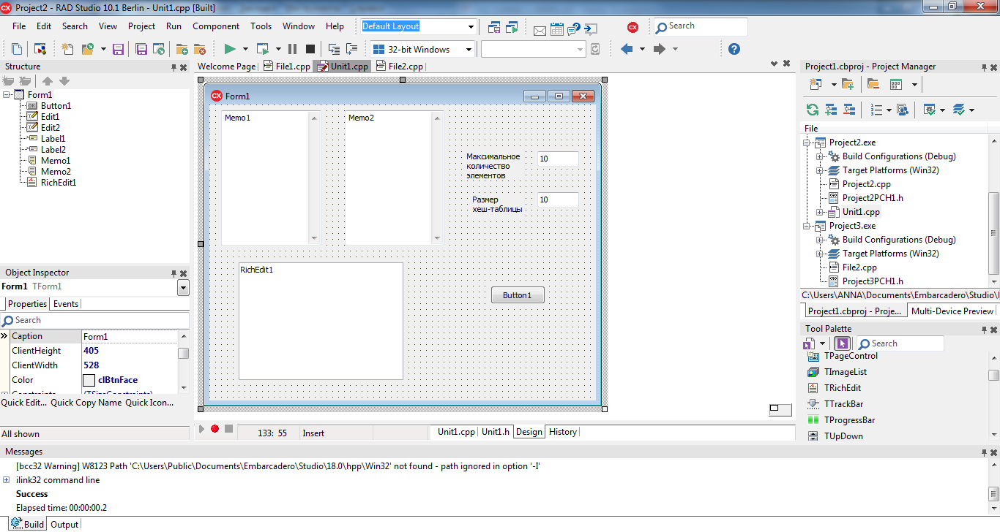 Project2 - RAD Studio 10.1 Berlin - Unit1.cpp [Built]
File Edit Search View Project Run Component Tools Window Help
Default Layout
Search
32-bit Windows
Structure
Form1
Button1
Edit1
Edit2
Label1
Label2
Memo1
Memo2
RichEdit1
Object Inspector
Form1 TForm1
Properties Events
Search
Caption Form1
ClientHeight 405
ClientWidth 528
Color clBtnFace
Constraints (TSizeConstraints)
Quick Edit... Quick Copy Name Quick Icon...
All shown
Welcome Page File1.cpp Unit1.cpp File2.cpp
Form1
Memo1
Memo2
Максимальное
количество
элементов
10
Размер
хеш-таблицы
10
RichEdit1
Button1
133: 55 Insert
Unit1.cpp Unit1.h Design History
Project1.cbproj - Project Manager
File
Project2.exe
Build Configurations (Debug)
Target Platforms (Win32)
Project2.cpp
Project2PCH1.h
Unit1.cpp
Project3.exe
Build Configurations (Debug)
Target Platforms (Win32)
File2.cpp
Project3PCH1.h
C:\Users\ANNA\Documents\Embarcadero\Studio\
Project1.cbproj - Proje... Multi-Device Preview
Tool Palette
Search
TPageControl
TImageList
TRichEdit
TTrackBar
TProgressBar
TUpDown
Messages
[bcc32 Warning] W8123 Path 'C:\Users\Public\Documents\Embarcadero\Studio\18.0\hpp\Win32' not found - path ignored in option '-I'
ilink32 command line
Success
Elapsed time: 00:00:00.2
Build Output